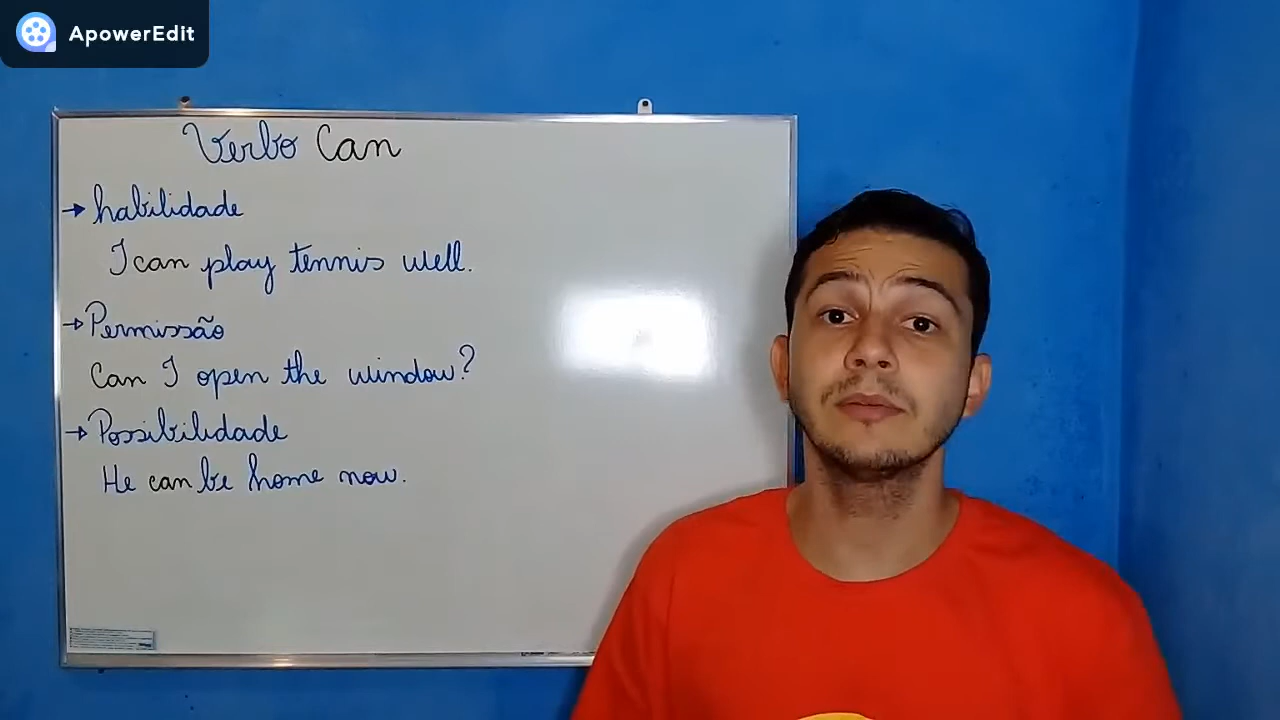 ApowerEdit
Verbo Can
→ habilidade
I can play tennis well.
→ Permissão
Can I open the window?
→ Possibilidade
He can be home now.